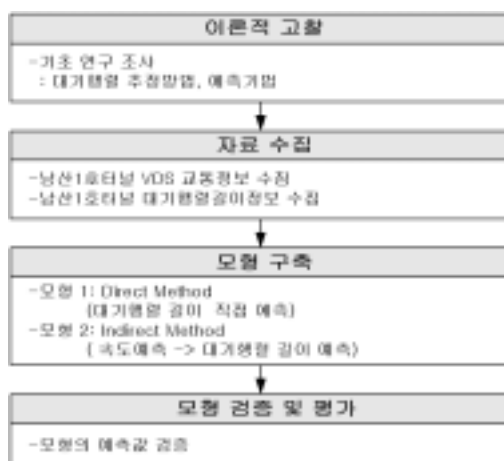 이론적 고찰
-기초 연구 조사
: 대기행렬 추정방법, 예측기법
자료 수집
-남산1호터널 VDS 교통정보 수집
-남산1호터널 대기행렬길이정보 수집
모형 구축
-모형 1: Direct Method
(대기행렬 길이 직접 예측)
-모형 2: Indirect Method
( 속도예측 -> 대기행렬 길이 예측)
모형 검증 및 평가
-모형의 예측값 검증